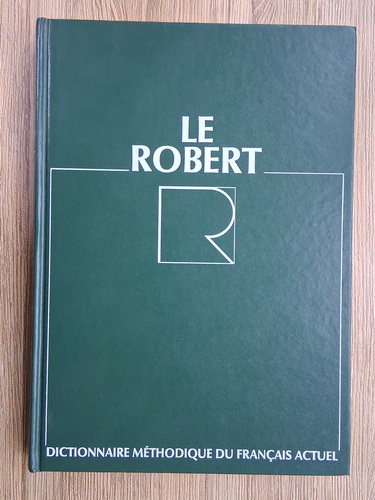 LE
ROBERT
R
DICTIONNAIRE MÉTHODIQUE DU FRANÇAIS ACTUEL